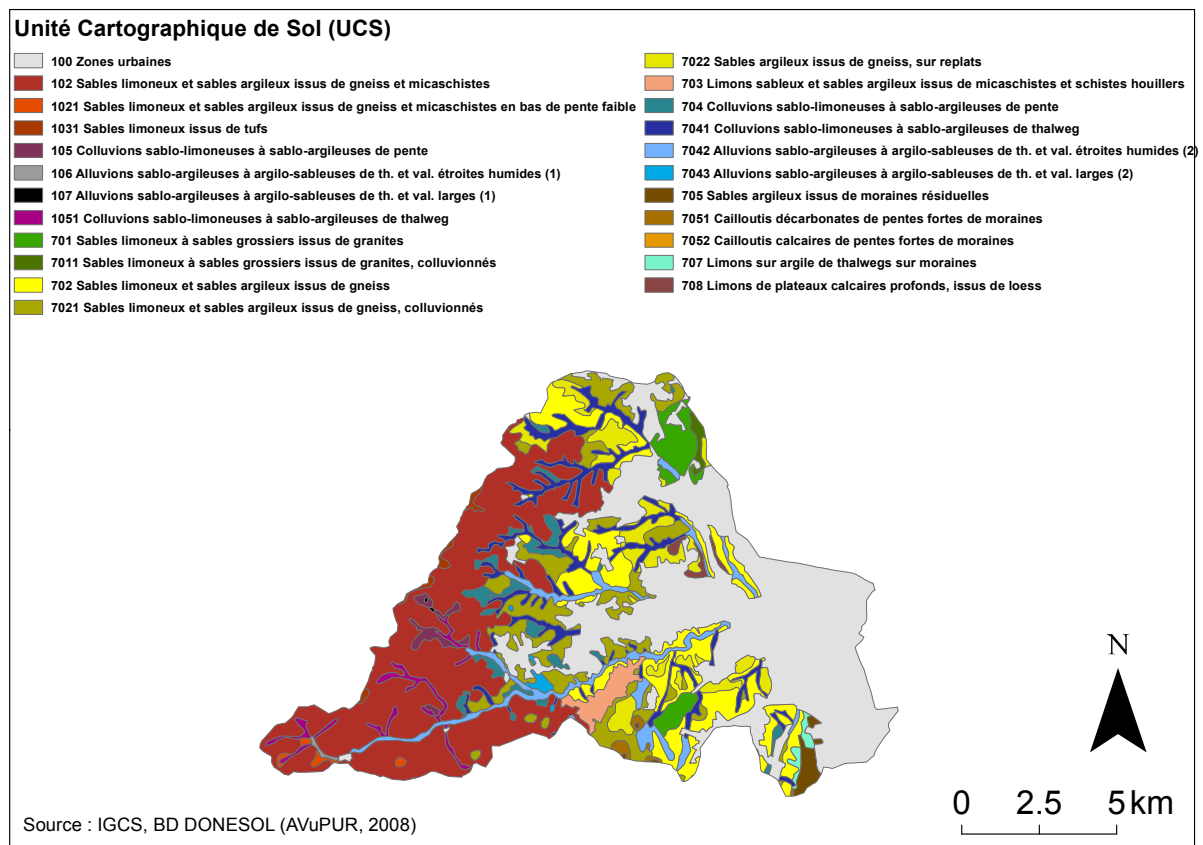 Unité Cartographique de Sol (UCS)
100 Zones urbaines
102 Sables limoneux et sables argileux issus de gneiss et micaschistes
1021 Sables limoneux et sables argileux issus de gneiss et micaschistes en bas de pente faible
1031 Sables limoneux issus de tufs
105 Colluvions sablo-limoneuses à sablo-argileuses de pente
106 Alluvions sablo-argileuses à argilo-sableuses de th. et val. étroites humides (1)
107 Alluvions sablo-argileuses à argilo-sableuses de th. et val. larges (1)
1051 Colluvions sablo-limoneuses à sablo-argileuses de thalweg
701 Sables limoneux à sables grossiers issus de granites
7011 Sables limoneux à sables grossiers issus de granites, colluvionnés
702 Sables limoneux et sables argileux issus de gneiss
7021 Sables limoneux et sables argileux issus de gneiss, colluvionnés
7022 Sables argileux issus de gneiss, sur replats
703 Limons sableux et sables argileux issus de micaschistes et schistes houillers
704 Colluvions sablo-limoneuses à sablo-argileuses de pente
7041 Colluvions sablo-limoneuses à sablo-argileuses de thalweg
7042 Alluvions sablo-argileuses à argilo-sableuses de th. et val. étroites humides (2)
7043 Alluvions sablo-argileuses à argilo-sableuses de th. et val. larges (2)
705 Sables argileux issus de moraines résiduelles
7051 Cailloutis décarbonates de pentes fortes de moraines
7052 Cailloutis calcaires de pentes fortes de moraines
707 Limons sur argile de thalwegs sur moraines
708 Limons de plateaux calcaires profonds, issus de loess
N
0 2.5 5 km
Source : IGCS, BD DONESOL (AVuPUR, 2008)